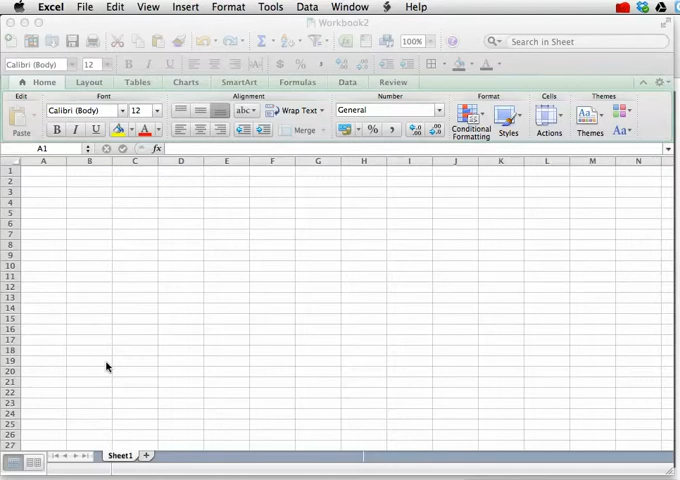 Excel File Edit View Insert Format Tools Data Window Help
Workbook2
100% Search in Sheet
Calibri (Body) 12 B I U A $ %
Home Layout Tables Charts SmartArt Formulas Data Review
Edit Font Alignment Number Format Cells Themes
Calibri (Body) 12 abc Wrap Text General
Paste B I U A Merge % Conditional Formatting Styles Actions Themes Aa
A1 fx
A B C D E F G H I J K L M N
1
2
3
4
5
6
7
8
9
10
11
12
13
14
15
16
17
18
19
20
21
22
23
24
25
26
27
Sheet1